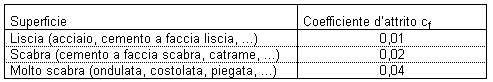 Superficie Coefficiente d'attrito cf
Liscia (acciaio, cemento a faccia liscia, ...) 0,01
Scabra (cemento a faccia scabra, catrame, ...) 0,02
Molto scabra (ondulata, costolata, piegata, ...) 0,04